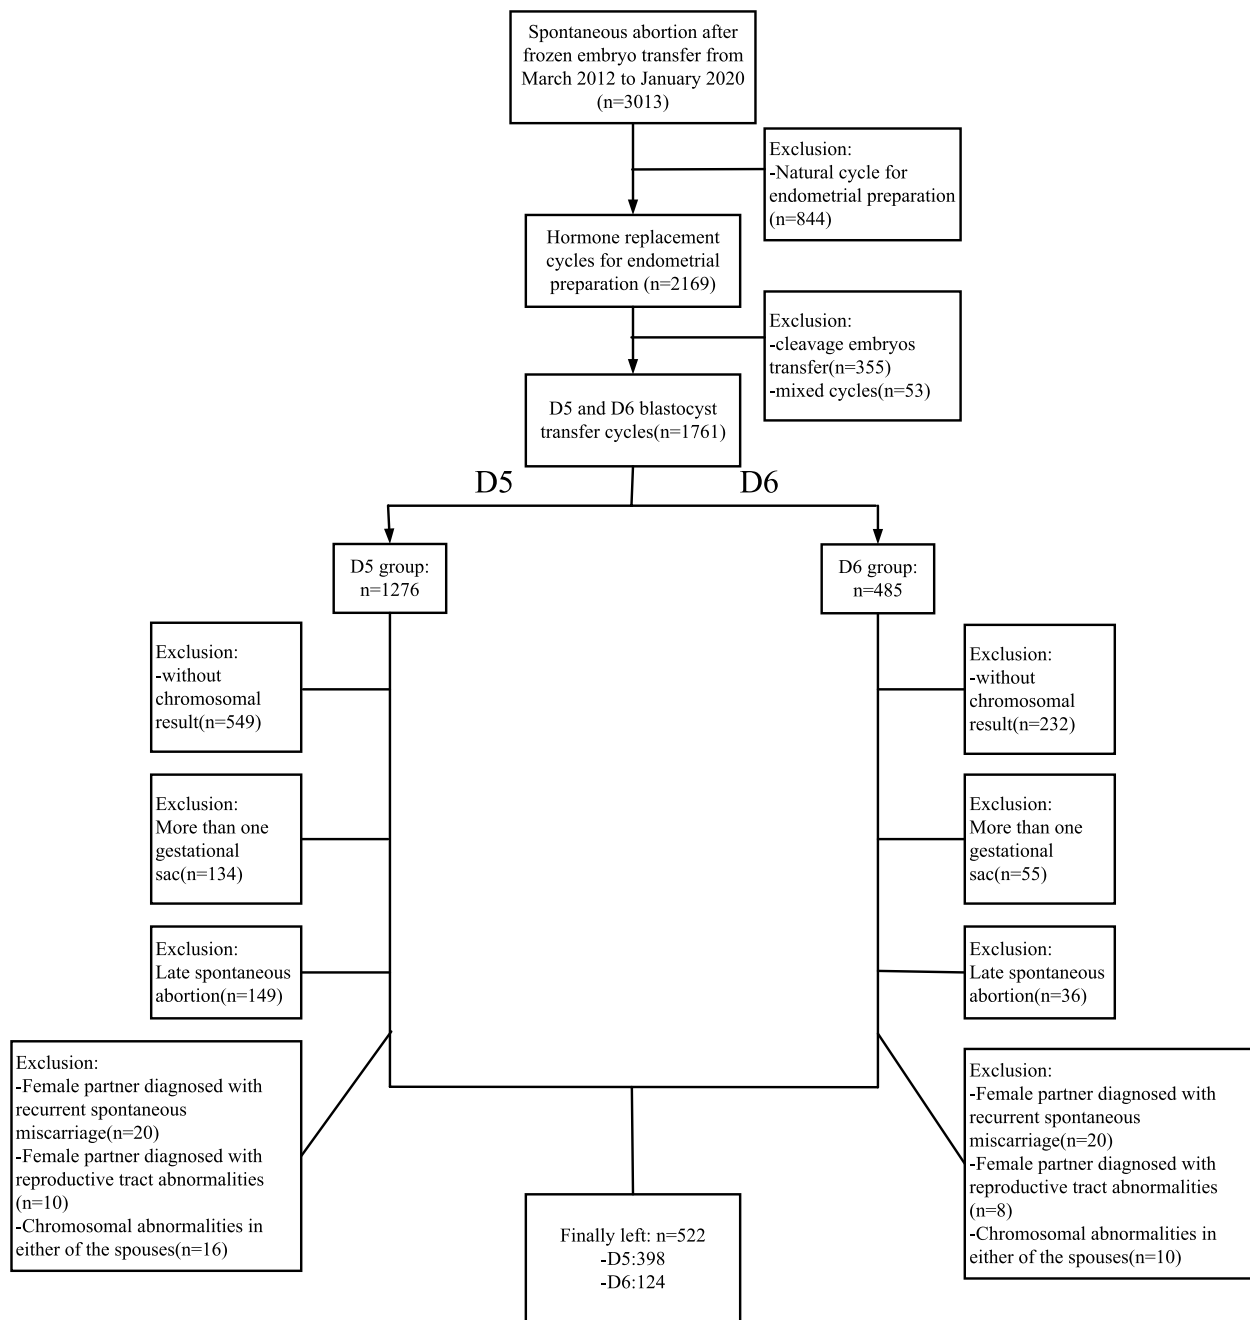 Spontaneous abortion after
frozen embryo transfer from
March 2012 to January 2020
(n=3013)
Exclusion:
-Natural cycle for
endometrial preparation
(n=844)
Hormone replacement
cycles for endometrial
preparation (n=2169)
Exclusion:
-cleavage embryos
transfer(n=355)
-mixed cycles(n=53)
D5 and D6 blastocyst
transfer cycles(n=1761)
D5
D6
D5 group:
n=1276
D6 group:
n=485
Exclusion:
-without
chromosomal
result(n=549)
Exclusion:
-without
chromosomal
result(n=232)
Exclusion:
More than one
gestational
sac(n=134)
Exclusion:
More than one
gestational
sac(n=55)
Exclusion:
Late spontaneous
abortion(n=149)
Exclusion:
Late spontaneous
abortion(n=36)
Exclusion:
-Female partner diagnosed with
recurrent spontaneous
miscarriage(n=20)
-Female partner diagnosed with
reproductive tract abnormalities
(n=10)
-Chromosomal abnormalities in
either of the spouses(n=16)
Exclusion:
-Female partner diagnosed with
recurrent spontaneous
miscarriage(n=20)
-Female partner diagnosed with
reproductive tract abnormalities
(n=8)
-Chromosomal abnormalities in
either of the spouses(n=10)
Finally left: n=522
-D5:398
-D6:124